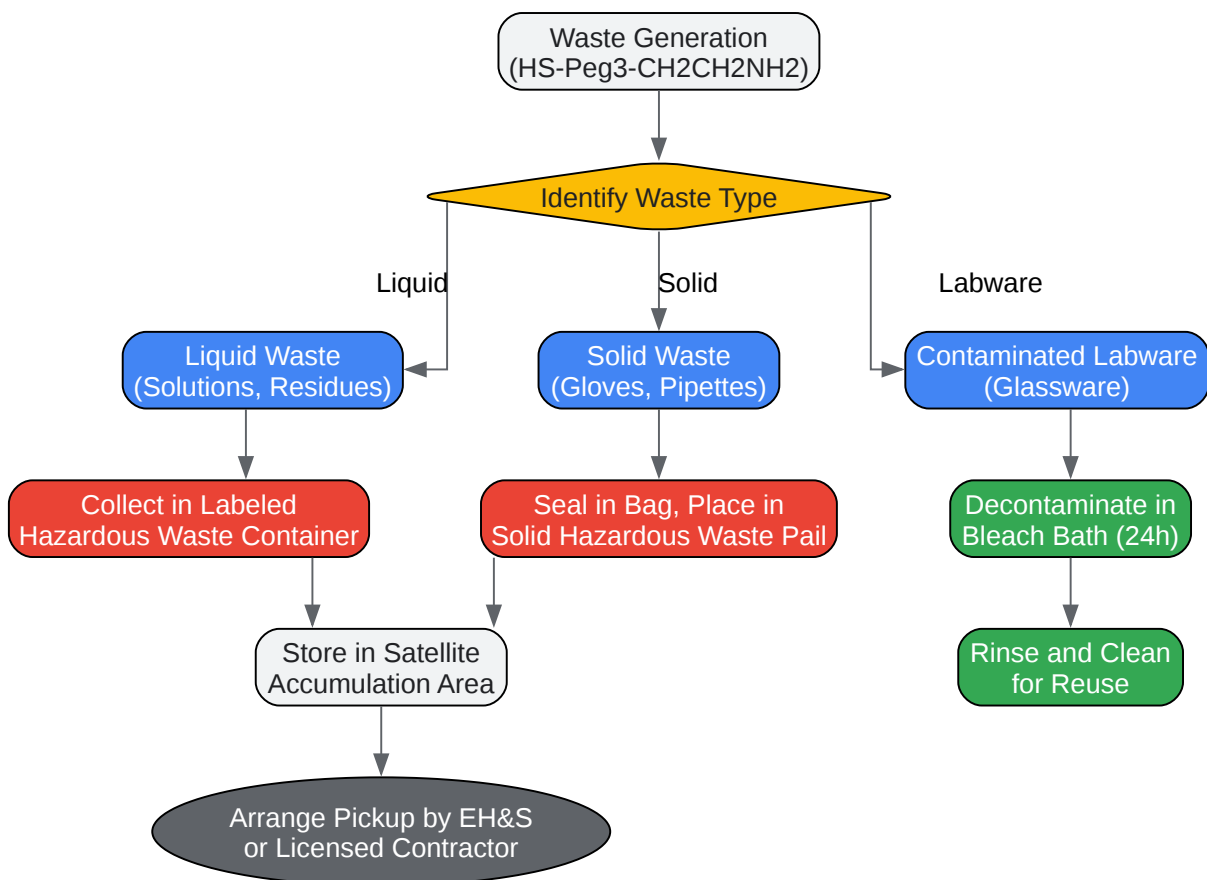 Waste Generation
(HS-Peg3-CH2CH2NH2)
Identify Waste Type
Liquid
Solid
Labware
Liquid Waste
(Solutions, Residues)
Solid Waste
(Gloves, Pipettes)
Contaminated Labware
(Glassware)
Collect in Labeled
Hazardous Waste Container
Seal in Bag, Place in
Solid Hazardous Waste Pail
Decontaminate in
Bleach Bath (24h)
Store in Satellite
Accumulation Area
Rinse and Clean
for Reuse
Arrange Pickup by EH&S
or Licensed Contractor